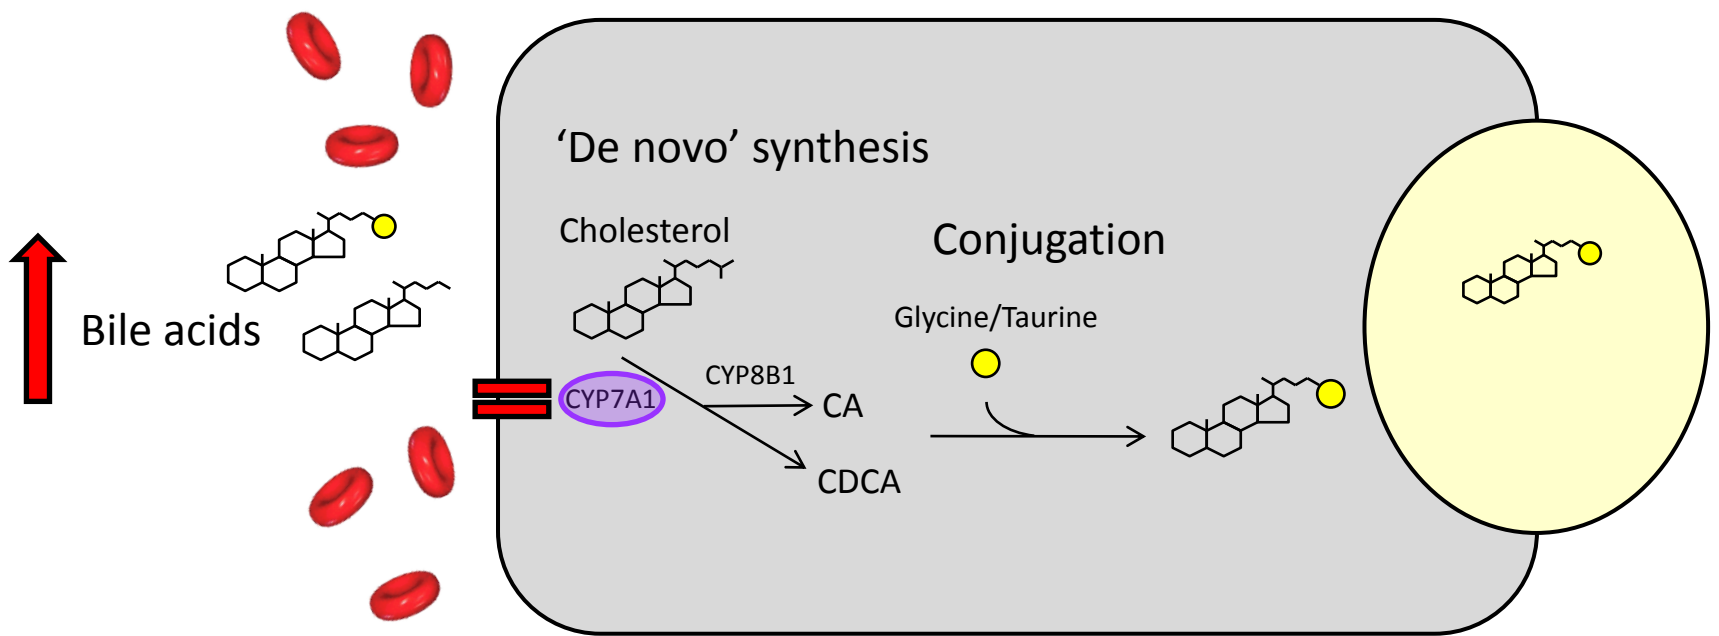 ‘De novo’ synthesis
Cholesterol
Conjugation
Bile acids
Glycine/Taurine
CYP7A1
CYP8B1
CA
CDCA